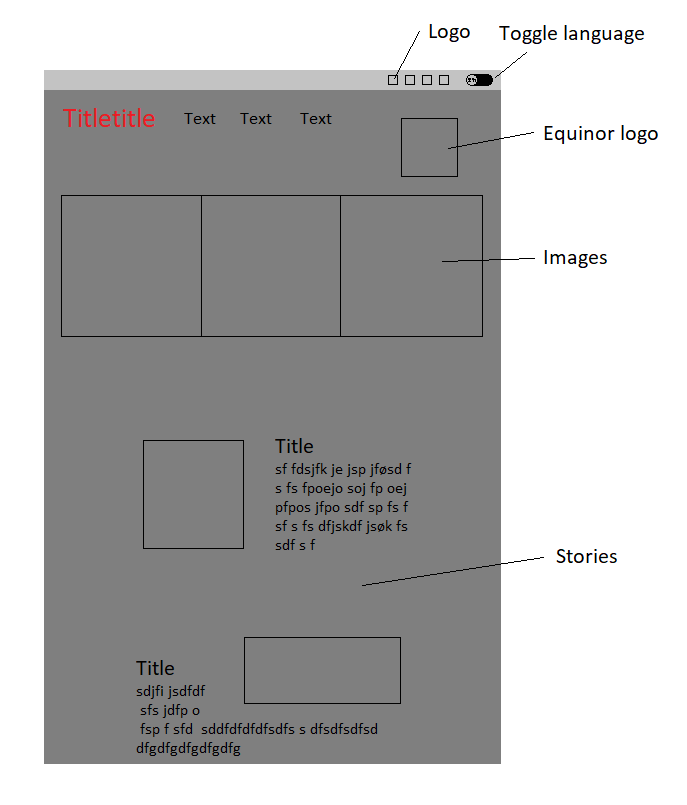 Logo
Toggle language
Titletitle
Text
Text
Text
Equinor logo
Images
Title
sf fdsjfk je jsp jføsd f
s fs fpoejo soj fp oej
pfpos jfpo sdf sp fs f
sf s fs dfjskdf jsøk fs
sdf s f
Stories
Title
sdjfi jsdfdf
sfs jdfp o
fsp f sfd sddfdfdfdfsdfs s dfsdfsdfsd
dfgdfgdfgdfgdfg